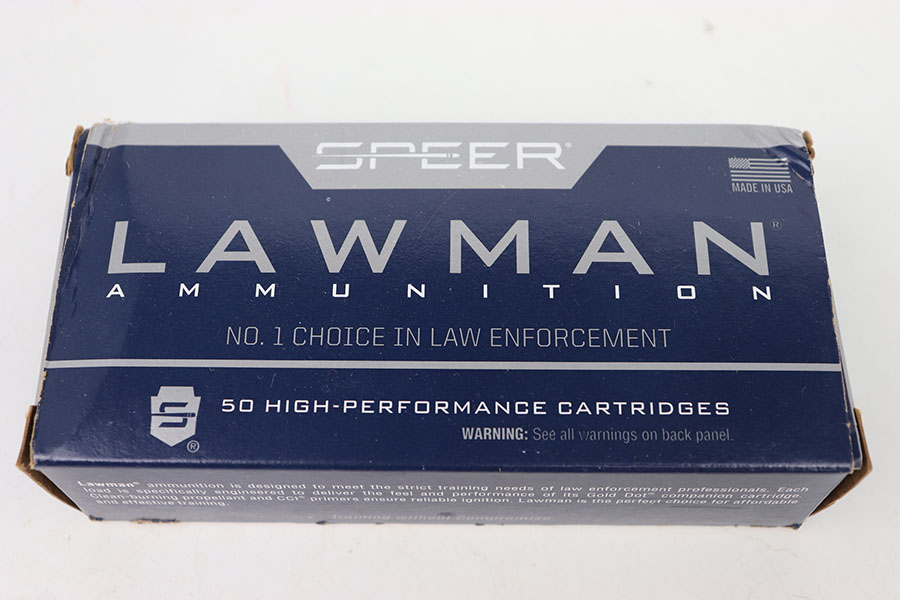 SPEER®
MADE IN USA
LAWMAN®
AMMUNITION
NO. 1 CHOICE IN LAW ENFORCEMENT
S®
50 HIGH-PERFORMANCE CARTRIDGES
WARNING: See all warnings on back panel.
Lawman® ammunition is designed to meet the strict training needs of law enforcement professionals. Each
load is specifically engineered to deliver the feel and performance of its Gold Dot® companion cartridge.
Clean-burning propellant and CCI® primers ensure reliable ignition. Lawman is the perfect choice for affordable
and effective training.
Training without Compromise.